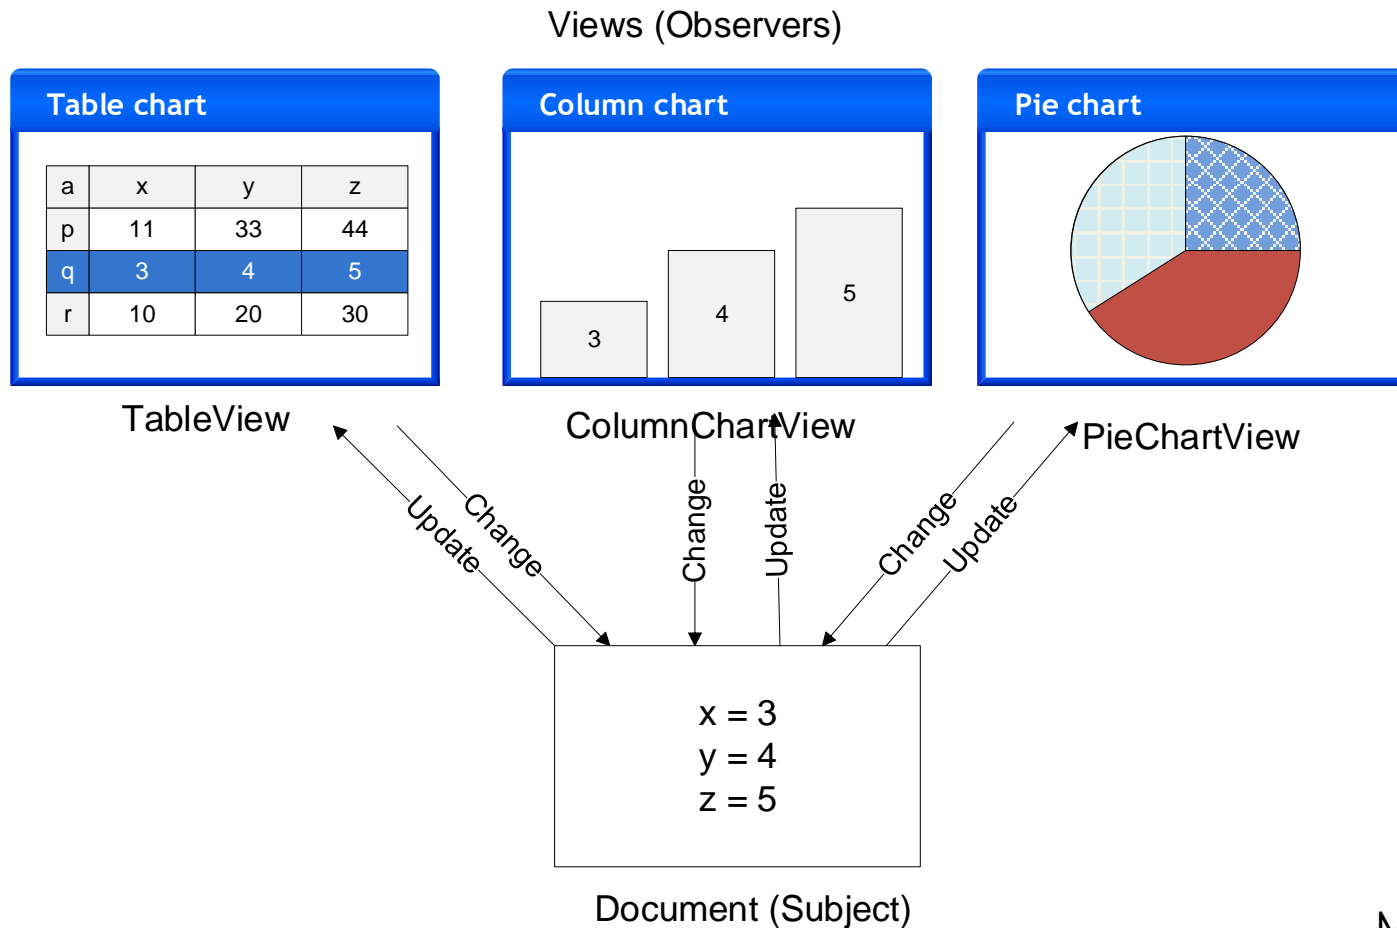 Views (Observers)
Table chart
a x y z
p 11 33 44
q 3 4 5
r 10 20 30
TableView
Column chart
3 4 5
ColumnChartView
Pie chart
PieChartView
Update
Change
Change
Update
Change
Update
x = 3
y = 4
z = 5
Document (Subject)